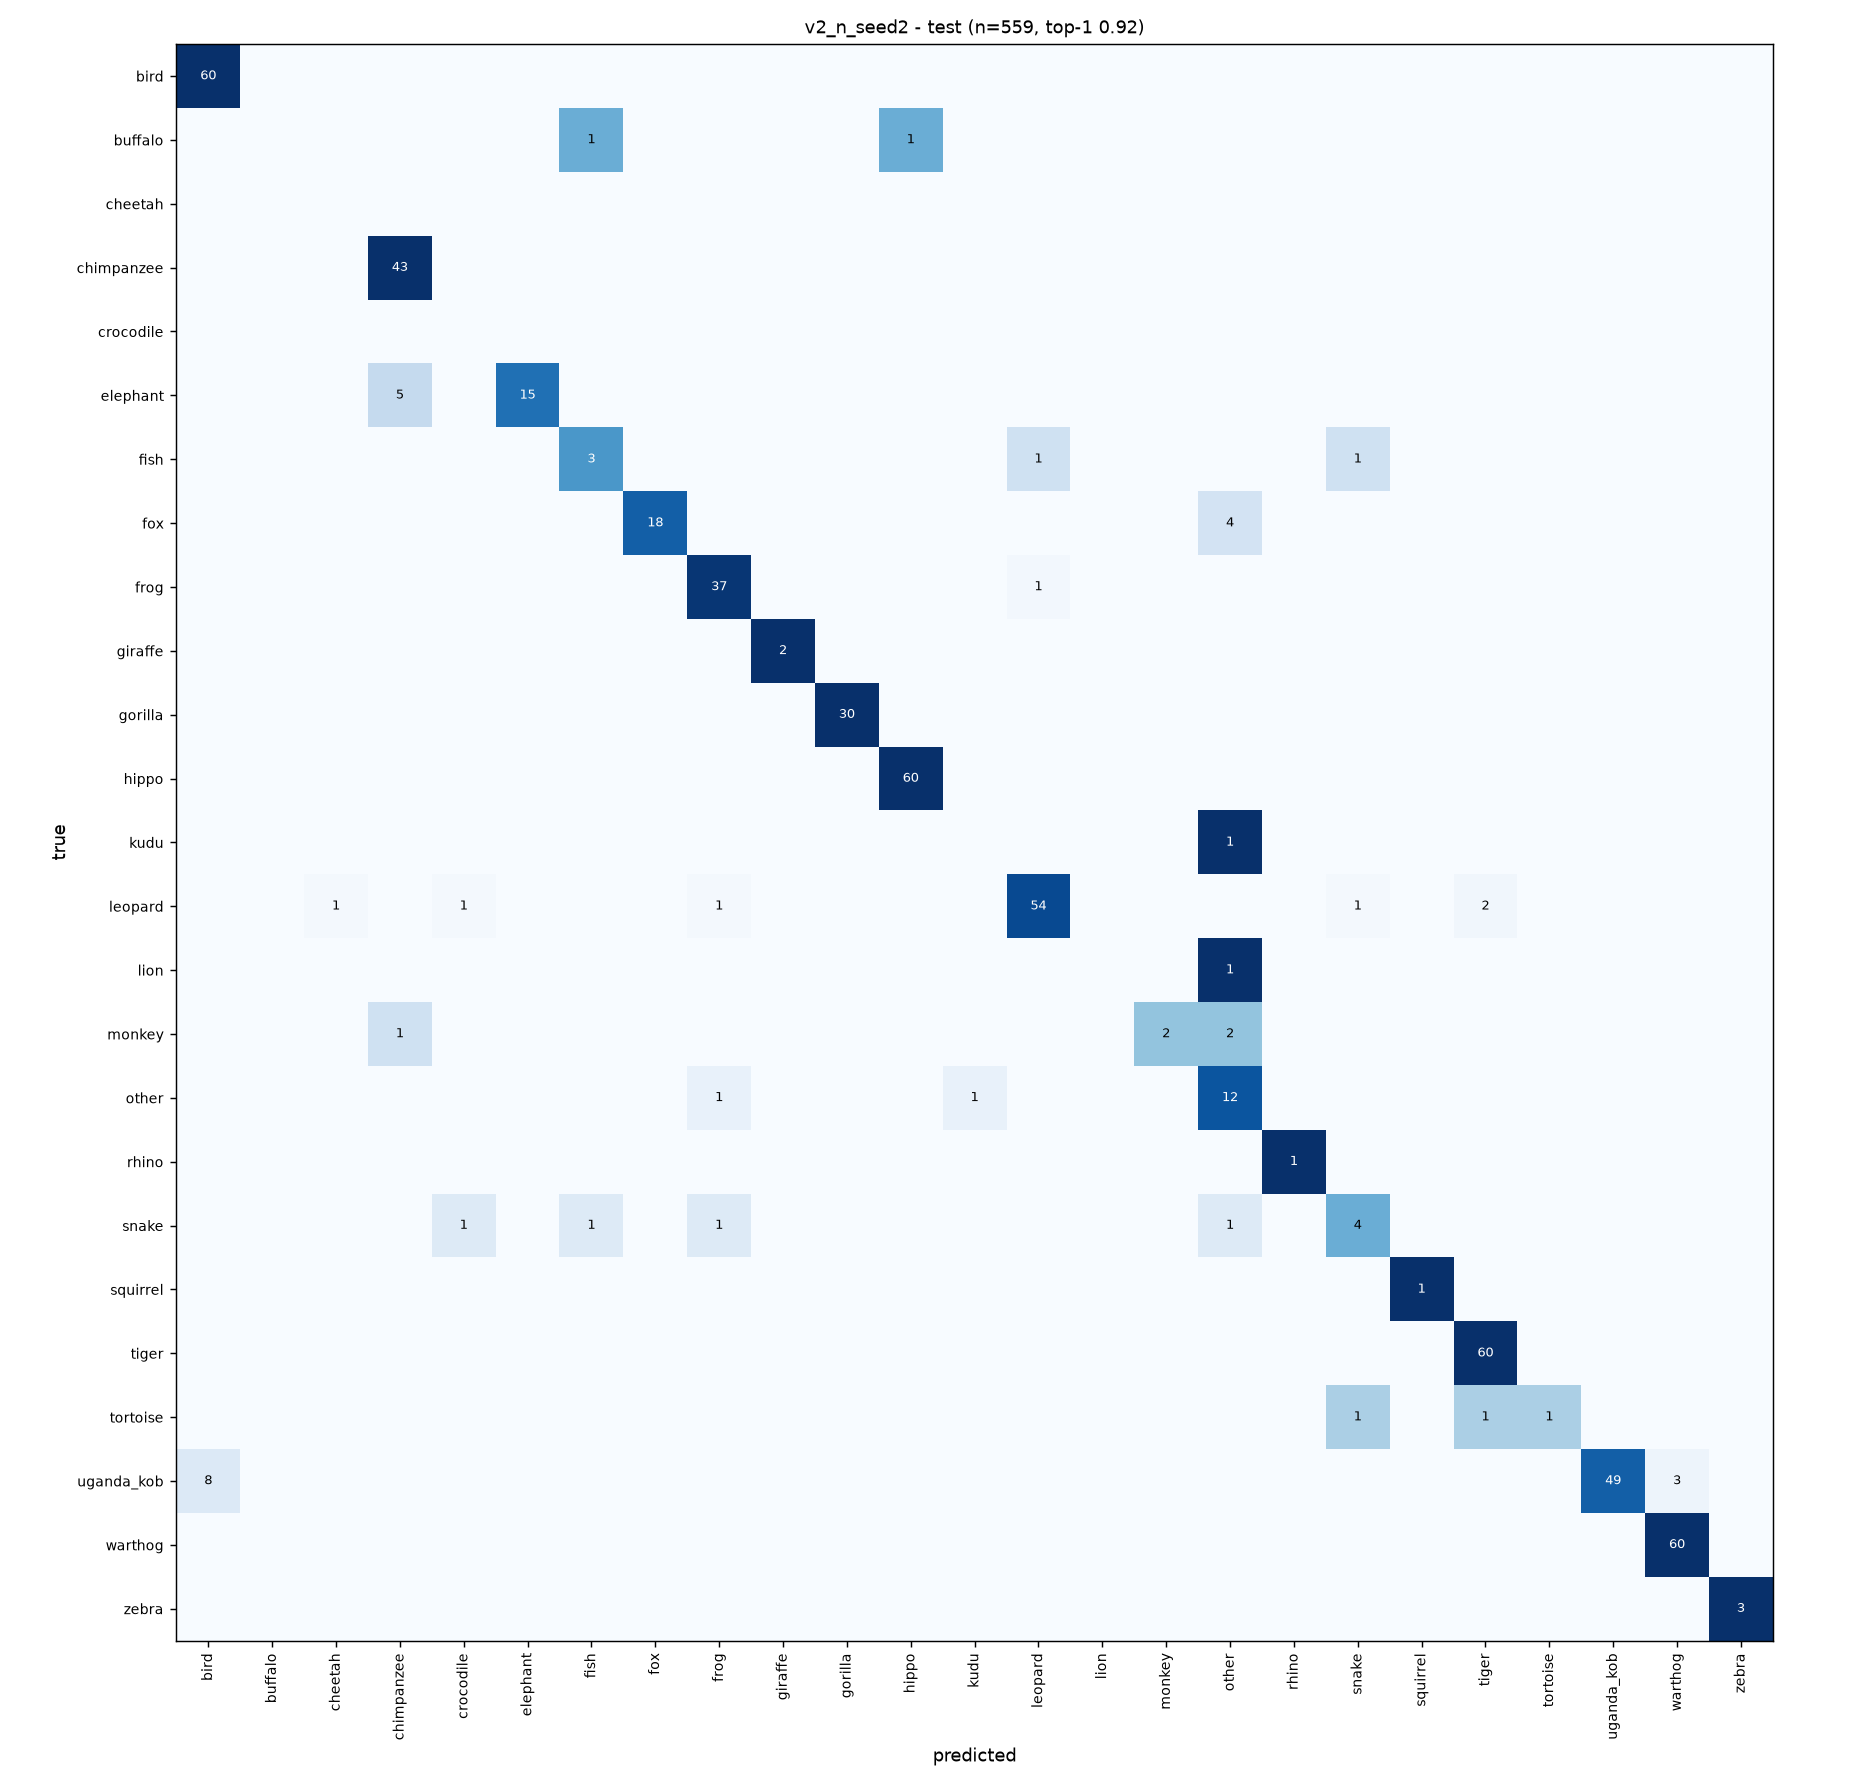 v2_n_seed2 - test (n=559, top-1 0.92)
bird 60
buffalo 1 1
cheetah
chimpanzee 43
crocodile
elephant 5 15
fish 3 1 1
fox 18 4
frog 37 1
giraffe 2
gorilla 30
hippo 60
kudu 1
leopard 1 1 1 54 1 2
lion 1
monkey 1 2 2
other 1 1 12
rhino 1
snake 1 1 1 1 4
squirrel 1
tiger 60
tortoise 1 1 1
uganda_kob 8 49 3
warthog 60
zebra 3
true
bird buffalo cheetah chimpanzee crocodile elephant fish fox frog giraffe gorilla hippo kudu leopard lion monkey other rhino snake squirrel tiger tortoise uganda_kob warthog zebra
predicted